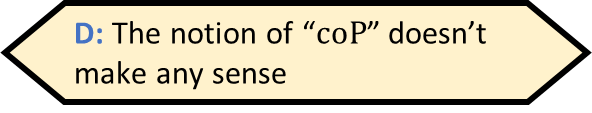 D: The notion of “coP” doesn’t
make any sense